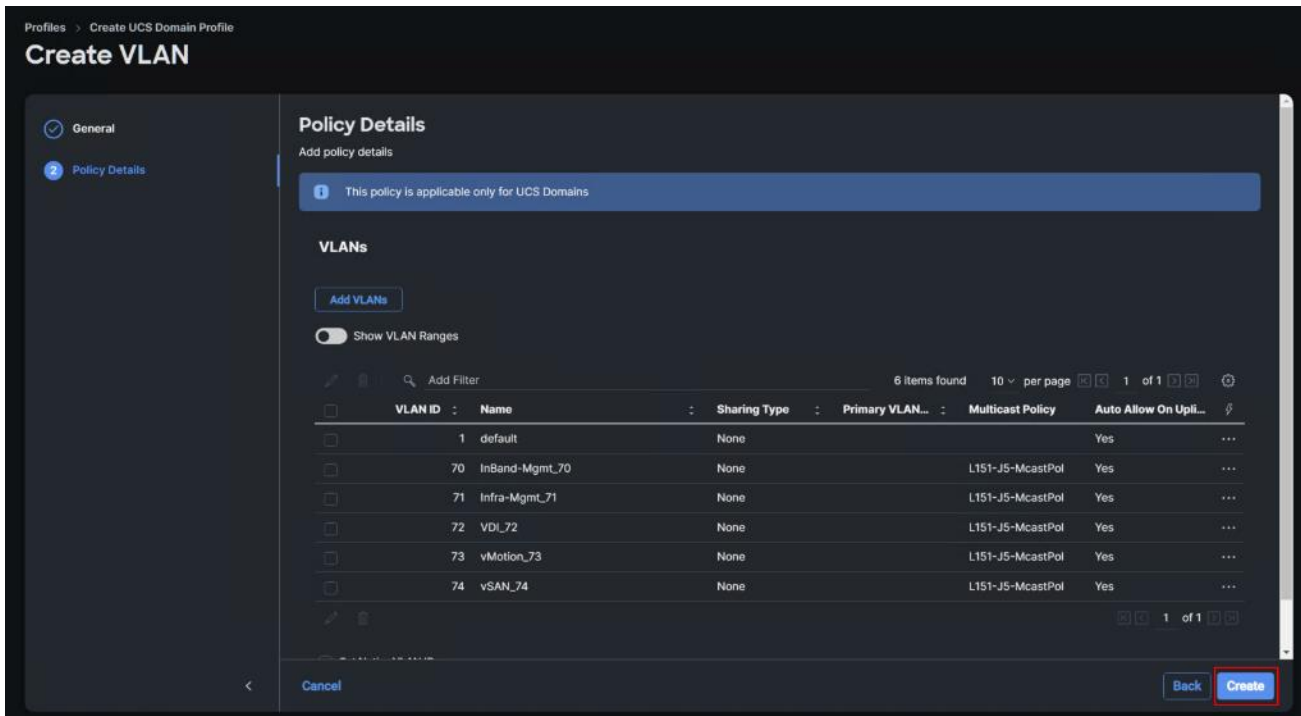 Profiles > Create UCS Domain Profile
Create VLAN
General
2 Policy Details
Policy Details
Add policy details
This policy is applicable only for UCS Domains
VLANs
Add VLANs
Show VLAN Ranges
Add Filter 6 items found 10 per page 1 of 1
VLAN ID Name Sharing Type Primary VLAN... Multicast Policy Auto Allow On Upli...
1 default None Yes ...
70 InBand-Mgmt_70 None L151-J5-McastPol Yes ...
71 Infra-Mgmt_71 None L151-J5-McastPol Yes ...
72 VDI_72 None L151-J5-McastPol Yes ...
73 vMotion_73 None L151-J5-McastPol Yes ...
74 vSAN_74 None L151-J5-McastPol Yes ...
1 of 1
Cancel Back Create